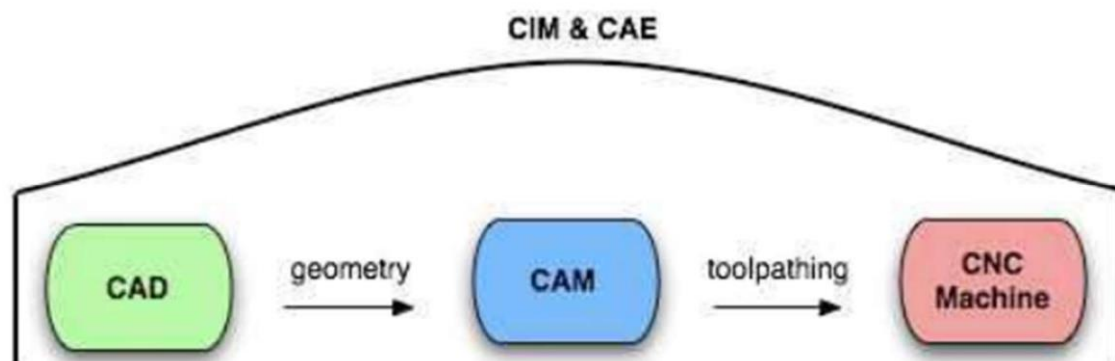 CIM & CAE
CAD
geometry
CAM
toolpathing
CNC
Machine